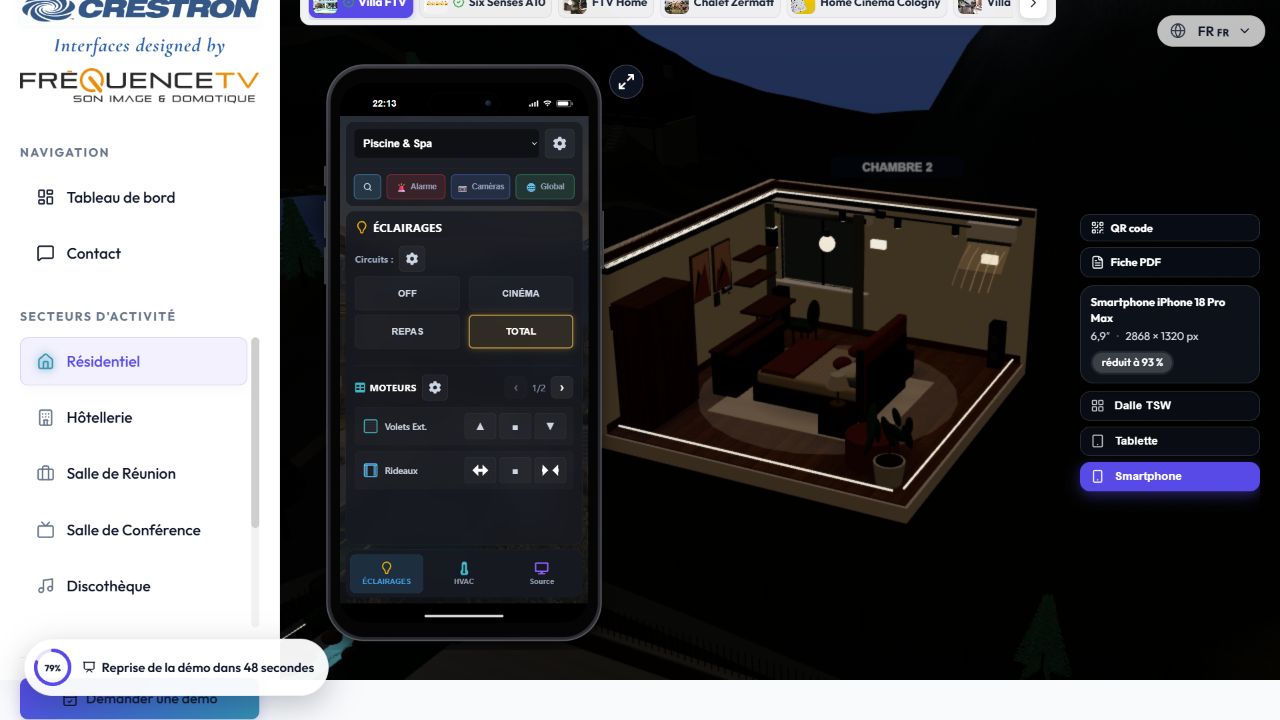 CRESTRON
Interfaces designed by
FRÉQUENCETV
SON IMAGE & DOMOTIQUE
NAVIGATION
Tableau de bord
Contact
SECTEURS D'ACTIVITÉ
Résidentiel
Hôtellerie
Salle de Réunion
Salle de Conférence
Discothèque
79%
Reprise de la démo dans 48 secondes
Demander une démo
Villa FTV
Six Senses A10
FTV Home
Chalet Zermatt
Home Cinema Cologny
Villa
FR FR
22:13
Piscine & Spa
Alarme
Caméras
Global
ÉCLAIRAGES
Circuits :
OFF
CINÉMA
REPAS
TOTAL
MOTEURS
1/2
Volets Ext.
Rideaux
ÉCLAIRAGES
HVAC
Source
CHAMBRE 2
QR code
Fiche PDF
Smartphone iPhone 18 Pro
Max
6,9" · 2868 × 1320 px
réduit à 93 %
Dalle TSW
Tablette
Smartphone